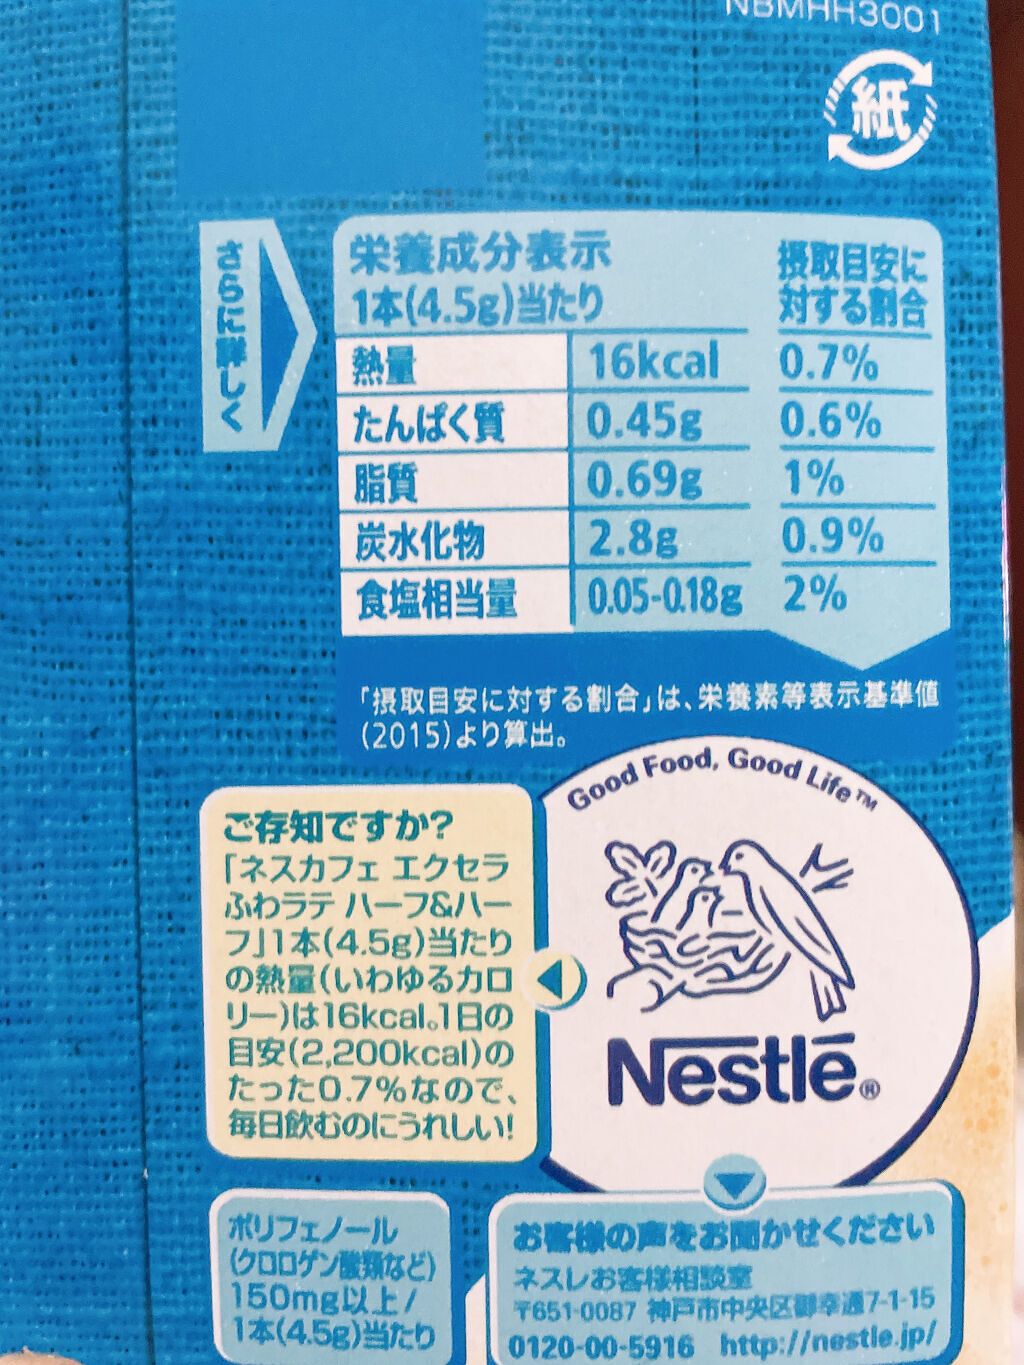 NBMHH3001
紙
さらに詳しく
栄養成分表示
1本(4.5g)当たり
摂取目安に
対する割合
熱量 16kcal 0.7%
たんぱく質 0.45g 0.6%
脂質 0.69g 1%
炭水化物 2.8g 0.9%
食塩相当量 0.05-0.18g 2%
「摂取目安に対する割合」は、栄養素等表示基準値
(2015)より算出。
Good Food, Good Life™
Nestlé®
ご存知ですか?
「ネスカフェ エクセラ
ふわラテ ハーフ&ハー
フ」1本(4.5g)当たり
の熱量(いわゆるカロ
リー)は16kcal。1日の
目安(2,200kcal)の
たった0.7%なので、
毎日飲むのにうれしい!
ポリフェノール
(クロロゲン酸類など)
150mg以上/
1本(4.5g)当たり
お客様の声をお聞かせください
ネスレお客様相談室
〒651-0087 神戸市中央区御幸通7-1-15
0120-00-5916 http://nestle.jp/